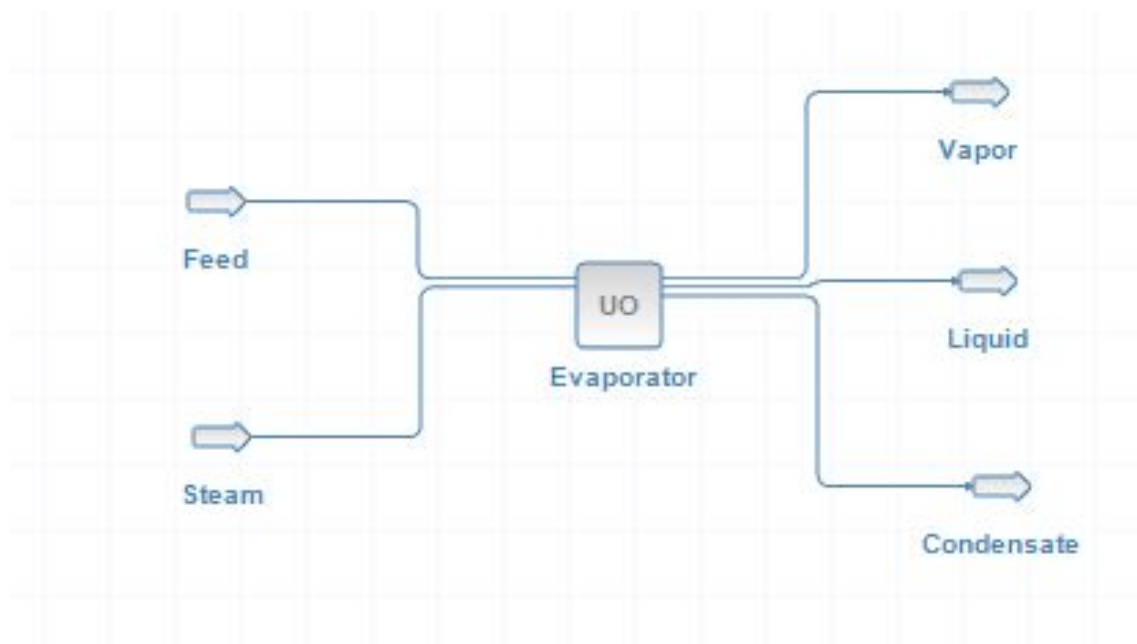 Vapor
Feed
UO
Liquid
Evaporator
Steam
Condensate